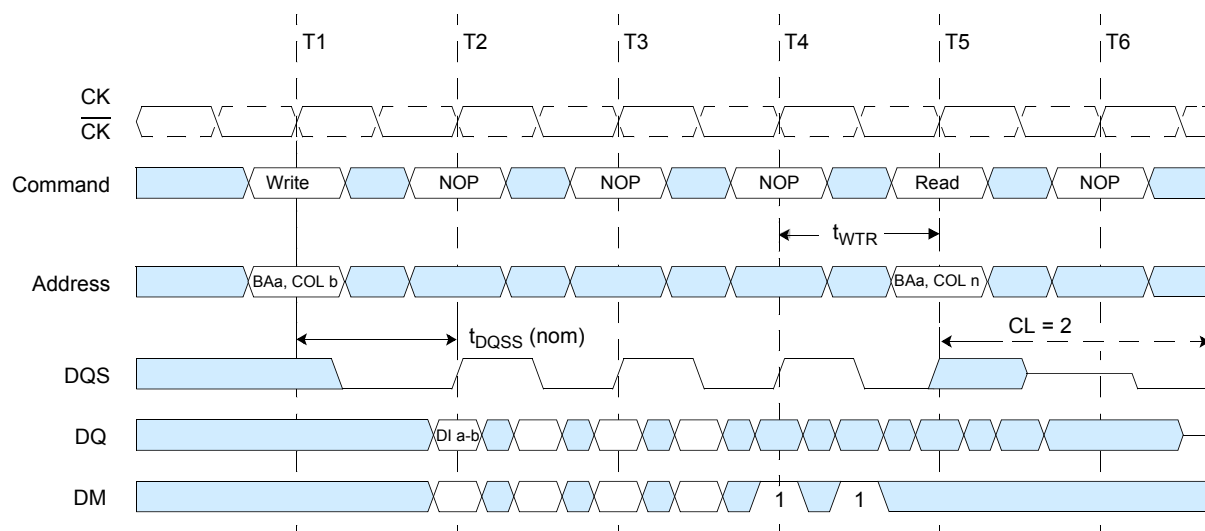 T1 T2 T3 T4 T5 T6
CK
CK
Command Write NOP NOP NOP Read NOP
tWTR
Address BAa, COL b BAa, COL n
tDQSS (nom) CL = 2
DQS
DQ DI a-b
DM 1 1